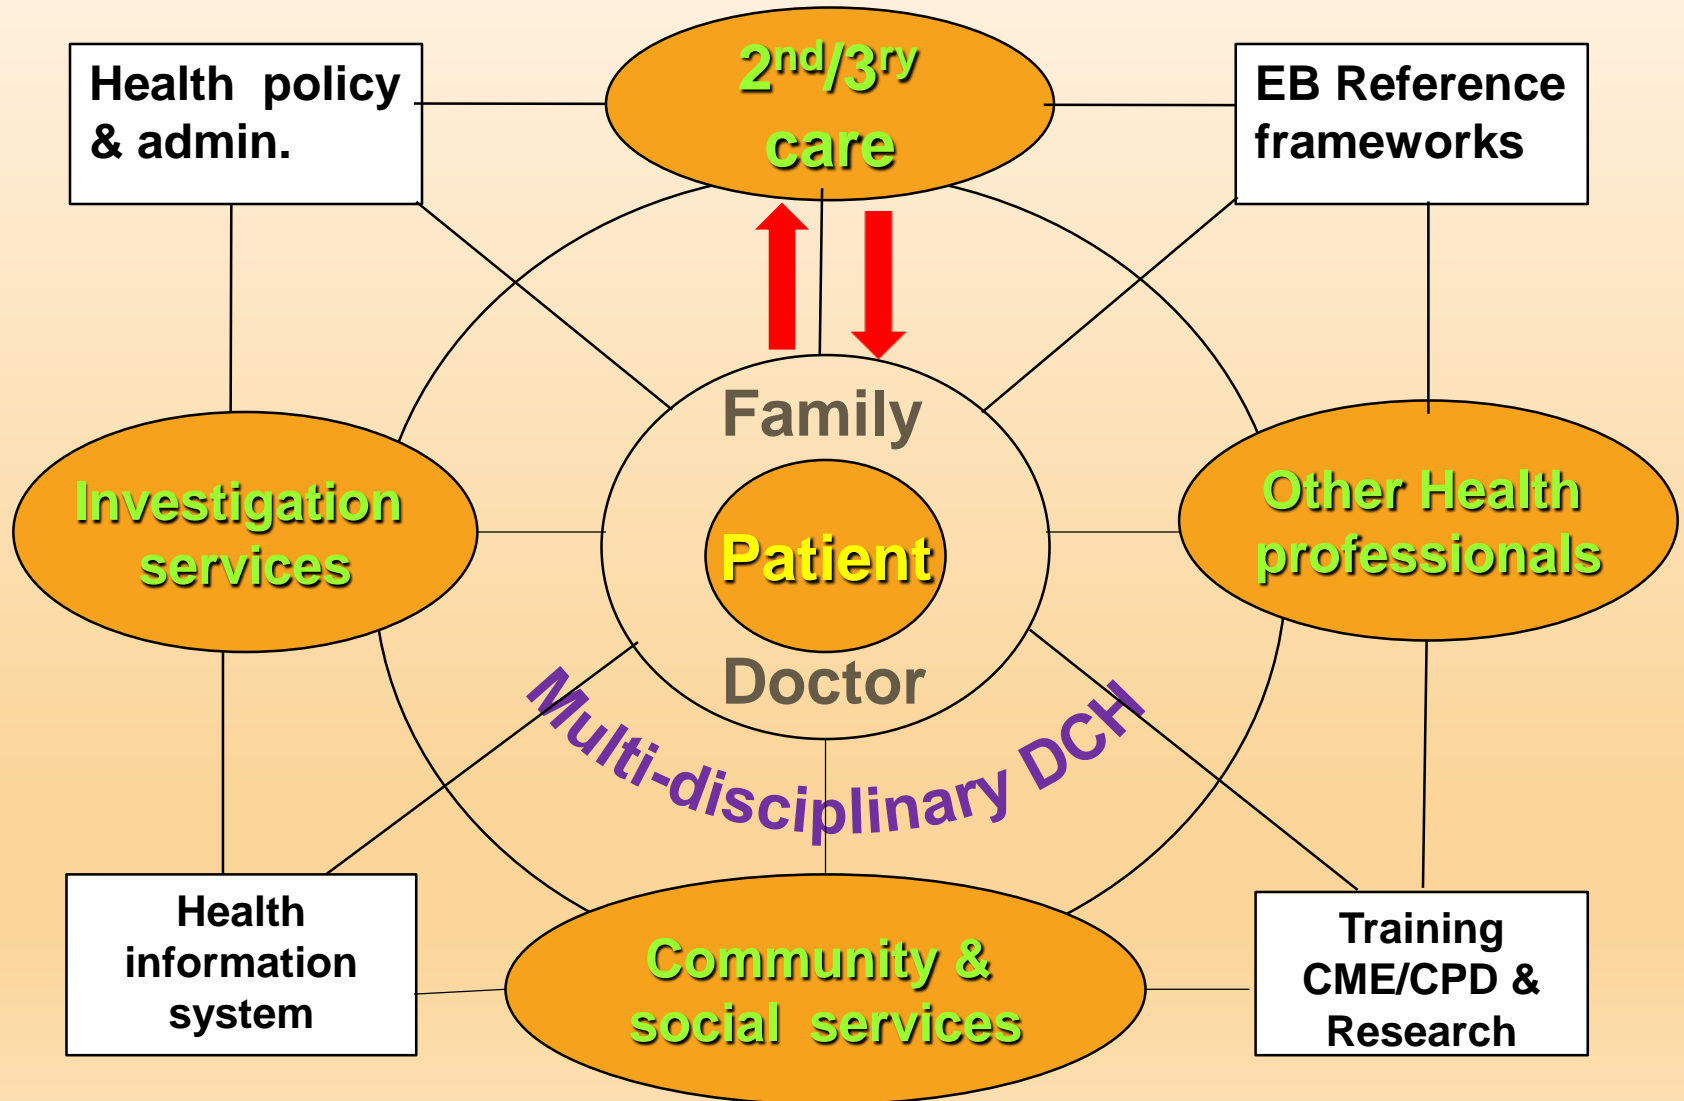 Health policy
& admin.
2nd/3ry
care
EB Reference
frameworks
Family
Investigation
services
Patient
Other Health
professionals
Doctor
Multi-disciplinary DCH
Health
information
system
Community &
social services
Training
CME/CPD &
Research